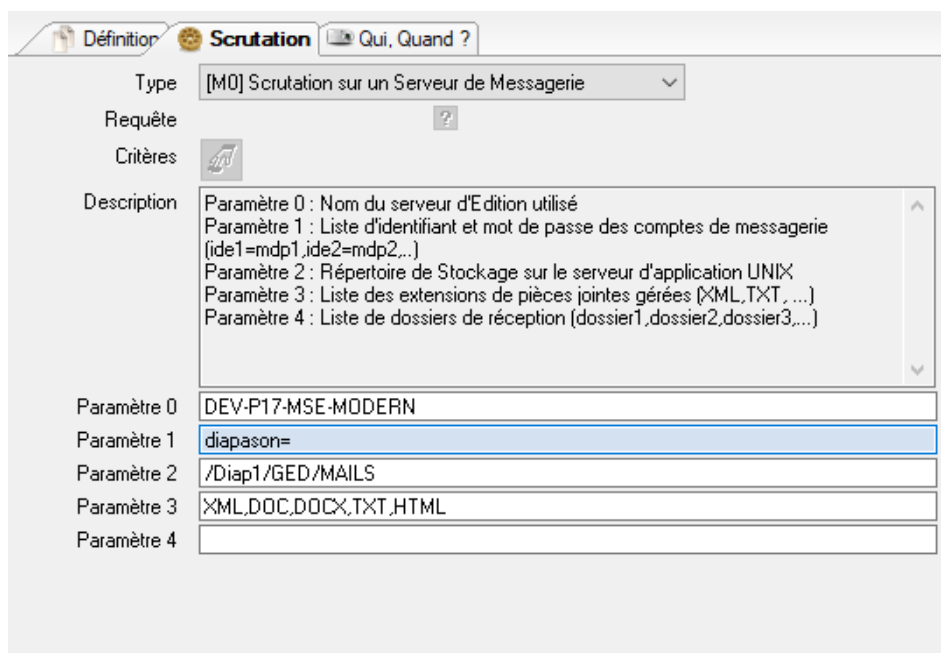 Définition Scrutation Qui, Quand ?
Type [M0] Scrutation sur un Serveur de Messagerie
Requête ?
Critères
Description Paramètre 0 : Nom du serveur d'Edition utilisé
Paramètre 1 : Liste d'identifiant et mot de passe des comptes de messagerie
(ide1=mdp1,ide2=mdp2,..)
Paramètre 2 : Répertoire de Stockage sur le serveur d'application UNIX
Paramètre 3 : Liste des extensions de pièces jointes gérées (XML,TXT, ...)
Paramètre 4 : Liste de dossiers de réception (dossier1,dossier2,dossier3,...)
Paramètre 0 DEV-P17-MSE-MODERN
Paramètre 1 diapason=
Paramètre 2 /Diap1/GED/MAILS
Paramètre 3 XML,DOC,DOCX,TXT,HTML
Paramètre 4